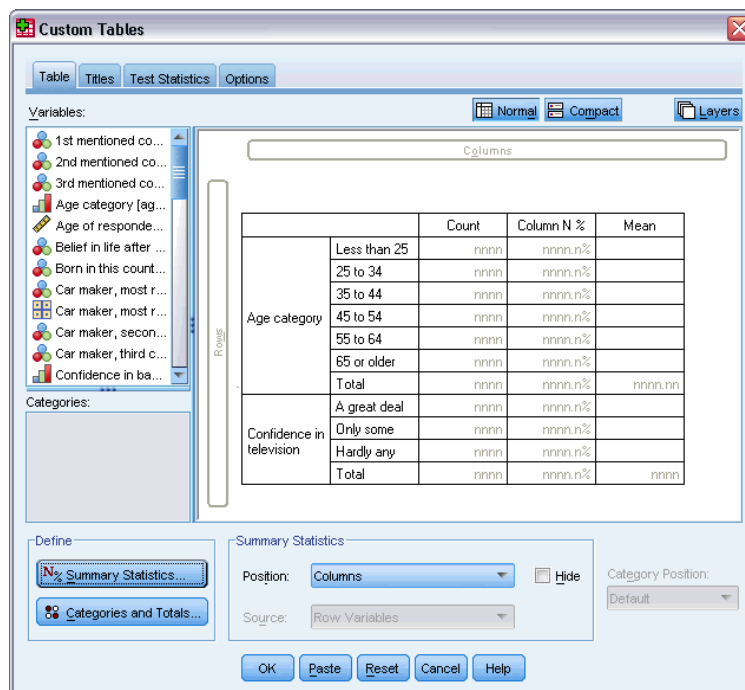 Custom Tables
Table Titles Test Statistics Options
Variables:
Normal Compact Layers
1st mentioned co...
2nd mentioned co...
3rd mentioned co...
Age category [ag...
Age of responde...
Belief in life after ...
Born in this count...
Car maker, most r...
Car maker, most r...
Car maker, secon...
Car maker, third c...
Confidence in ba...
Categories:
Columns
Rows
Count Column N % Mean
Age category
Less than 25 nnnn nnnn.n%
25 to 34 nnnn nnnn.n%
35 to 44 nnnn nnnn.n%
45 to 54 nnnn nnnn.n%
55 to 64 nnnn nnnn.n%
65 or older nnnn nnnn.n%
Total nnnn nnnn.n% nnnn.nn
Confidence in
television
A great deal nnnn nnnn.n%
Only some nnnn nnnn.n%
Hardly any nnnn nnnn.n%
Total nnnn nnnn.n% nnnn
Define
N% Summary Statistics...
Categories and Totals...
Summary Statistics
Position: Columns Hide
Source: Row Variables
Category Position:
Default
OK Paste Reset Cancel Help